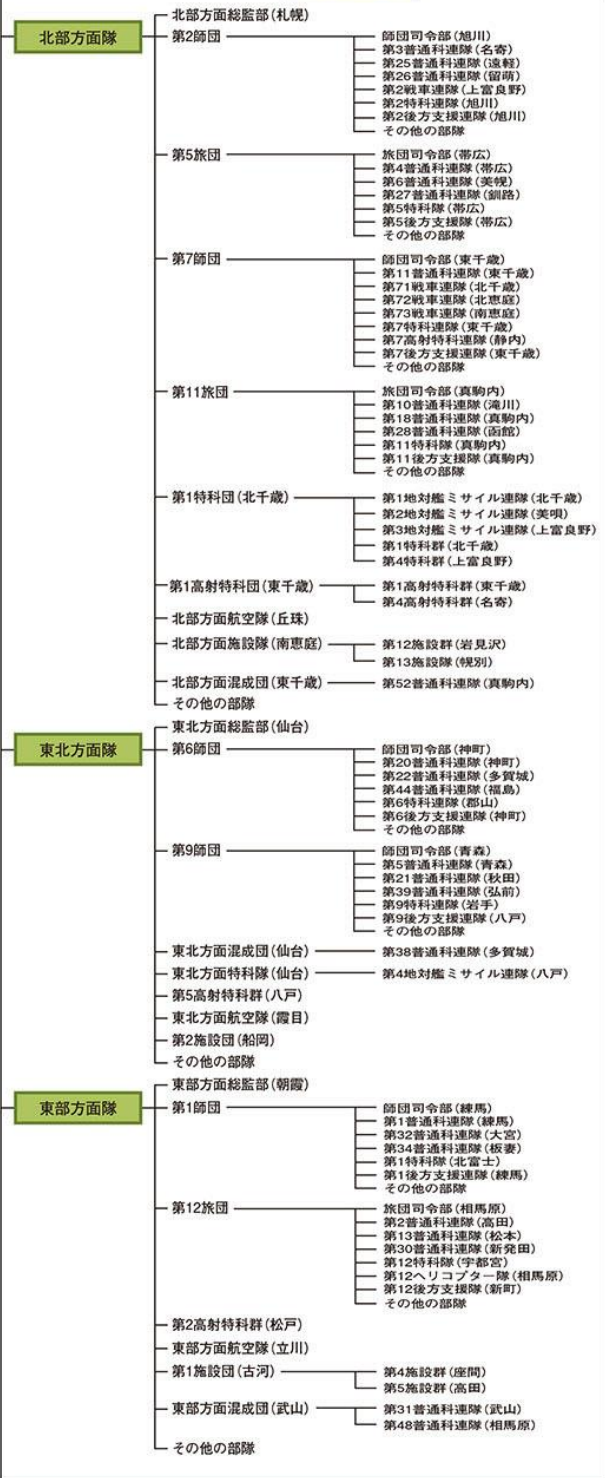 北部方面隊
北部方面総監部(札幌)
第2師団
師団司令部(旭川)
第3普通科連隊(名寄)
第25普通科連隊(遠軽)
第26普通科連隊(留萌)
第2戦車連隊(上富良野)
第2特科連隊(旭川)
第2後方支援連隊(旭川)
その他の部隊
第5旅団
旅団司令部(帯広)
第4普通科連隊(帯広)
第6普通科連隊(美幌)
第27普通科連隊(釧路)
第5特科隊(帯広)
第5後方支援隊(帯広)
その他の部隊
第7師団
師団司令部(東千歳)
第11普通科連隊(東千歳)
第71戦車連隊(北千歳)
第72戦車連隊(北恵庭)
第73戦車連隊(南恵庭)
第7特科連隊(東千歳)
第7高射特科連隊(静内)
第7後方支援連隊(東千歳)
その他の部隊
第11旅団
旅団司令部(真駒内)
第10普通科連隊(滝川)
第18普通科連隊(真駒内)
第28普通科連隊(函館)
第11特科隊(真駒内)
第11後方支援隊(真駒内)
その他の部隊
第1特科団(北千歳)
第1地対艦ミサイル連隊(北千歳)
第2地対艦ミサイル連隊(美唄)
第3地対艦ミサイル連隊(上富良野)
第1特科群(北千歳)
第4特科群(上富良野)
第1高射特科団(東千歳)
第1高射特科群(東千歳)
第4高射特科群(名寄)
北部方面航空隊(丘珠)
北部方面施設隊(南恵庭)
第12施設群(岩見沢)
第13施設隊(幌別)
北部方面混成団(東千歳)
第52普通科連隊(真駒内)
その他の部隊
東北方面隊
東北方面総監部(仙台)
第6師団
師団司令部(神町)
第20普通科連隊(神町)
第22普通科連隊(多賀城)
第44普通科連隊(福島)
第6特科連隊(郡山)
第6後方支援連隊(神町)
その他の部隊
第9師団
師団司令部(青森)
第5普通科連隊(青森)
第21普通科連隊(秋田)
第39普通科連隊(弘前)
第9特科連隊(岩手)
第9後方支援連隊(八戸)
その他の部隊
東北方面混成団(仙台)
第38普通科連隊(多賀城)
東北方面特科隊(仙台)
第4地対艦ミサイル連隊(八戸)
第5高射特科群(八戸)
東北方面航空隊(霞目)
第2施設団(船岡)
その他の部隊
東部方面隊
東部方面総監部(朝霞)
第1師団
師団司令部(練馬)
第1普通科連隊(練馬)
第32普通科連隊(大宮)
第34普通科連隊(板妻)
第1特科隊(北富士)
第1後方支援連隊(練馬)
その他の部隊
第12旅団
旅団司令部(相馬原)
第2普通科連隊(高田)
第13普通科連隊(松本)
第30普通科連隊(新発田)
第12特科隊(宇都宮)
第12ヘリコプター隊(相馬原)
第12後方支援隊(新町)
その他の部隊
第2高射特科群(松戸)
東部方面航空隊(立川)
第1施設団(古河)
第4施設群(座間)
第5施設群(高田)
東部方面混成団(武山)
第31普通科連隊(武山)
第48普通科連隊(相馬原)
その他の部隊